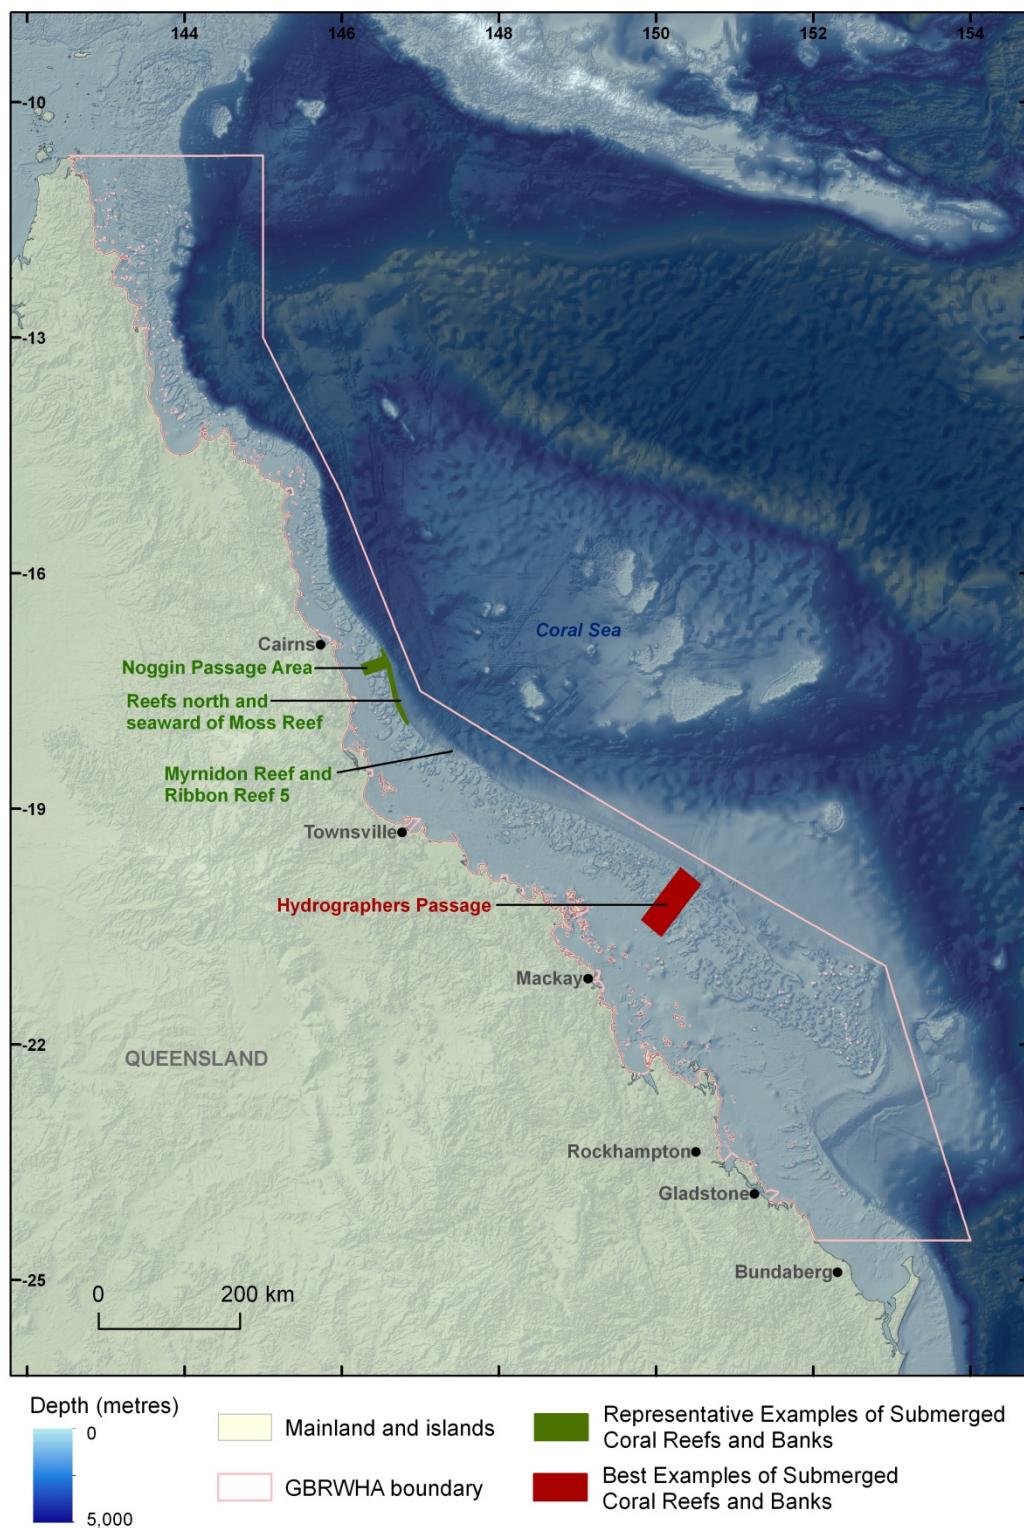 144 146 148 150 152 154
-10
-13
-16
Coral Sea
Cairns
Noggin Passage Area
Reefs north and
seaward of Moss Reef
Myrnidon Reef and
Ribbon Reef 5
-19
Townsville
Hydrographers Passage
Mackay
-22
QUEENSLAND
Rockhampton
Gladstone
Bundaberg
-25
0 200 km
Depth (metres)
0
5,000
Mainland and islands
GBRWHA boundary
Representative Examples of Submerged
Coral Reefs and Banks
Best Examples of Submerged
Coral Reefs and Banks